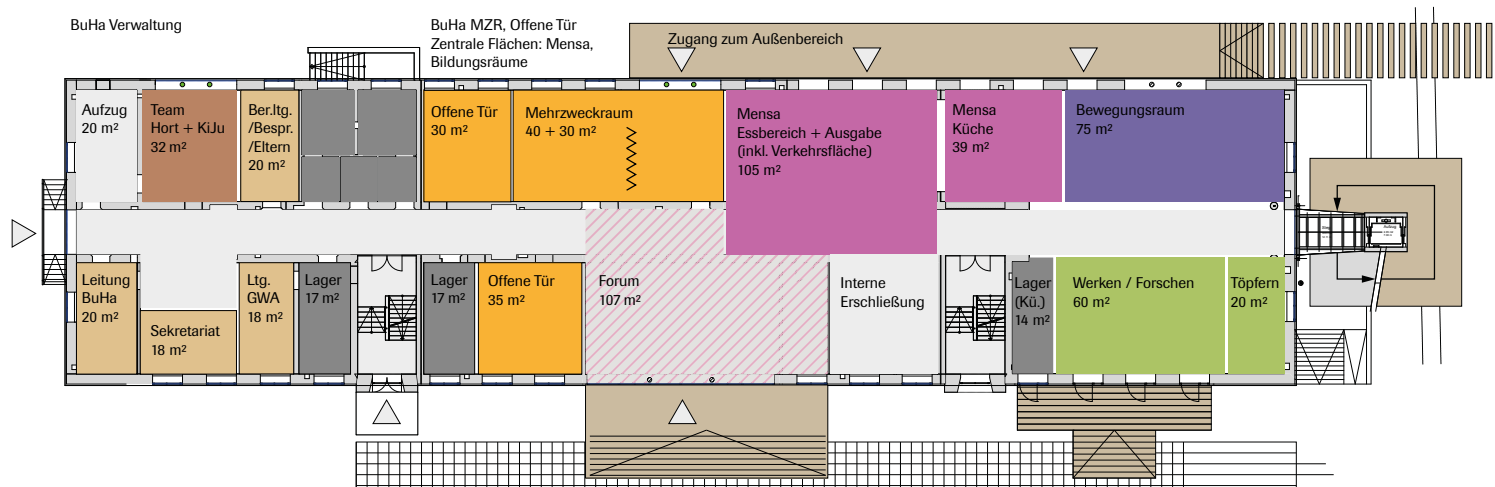 BuHa Verwaltung
BuHa MZR, Offene Tür
Zentrale Flächen: Mensa,
Bildungsräume
Zugang zum Außenbereich
Aufzug
20 m²
Team
Hort + KiJu
32 m²
Ber.ltg.
/Bespr.
/Eltern
20 m²
Offene Tür
30 m²
Mehrzweckraum
40 + 30 m²
Mensa
Essbereich + Ausgabe
(inkl. Verkehrsfläche)
105 m²
Mensa
Küche
39 m²
Bewegungsraum
75 m²
Leitung
BuHa
20 m²
Sekretariat
18 m²
Ltg.
GWA
18 m²
Lager
17 m²
Lager
17 m²
Offene Tür
35 m²
Forum
107 m²
Interne
Erschließung
Lager
(Kü.)
14 m²
Werken / Forschen
60 m²
Töpfern
20 m²
Aufzug